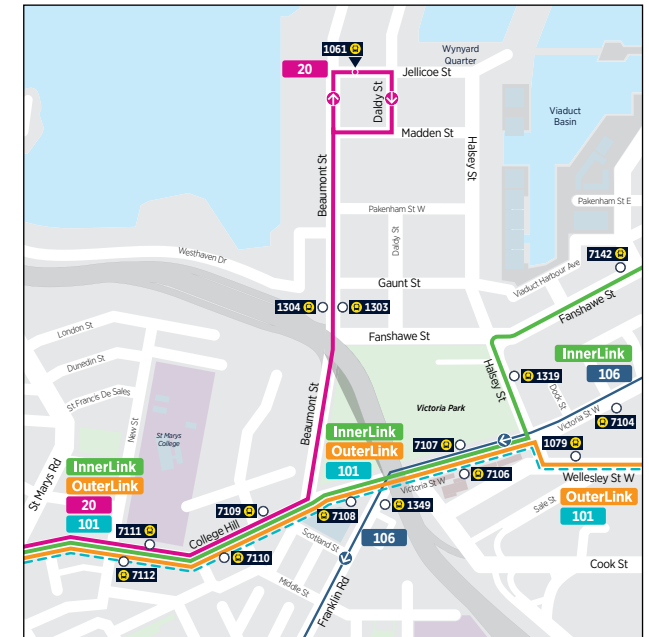 1061
Wynyard
Quarter
20
Jellicoe St
Daldy St
Viaduct
Basin
Madden St
Halsey St
Beaumont St
Pakenham St W
Pakenham St E
Daldy St
Westhaven Dr
7142
Viaduct Harbour Ave
Gaunt St
1304
1303
Fanshawe St
London St
Fanshawe St
Dunedin St
InnerLink
106
Halsey St
1319
St Francis De Sales
Dock St
New St
Victoria Park
Beaumont St
7104
Victoria St W
St Marys
College
InnerLink
OuterLink
101
7107
1079
InnerLink
OuterLink
20
101
St Marys Rd
7106
Wellesley St W
Victoria St W
OuterLink
101
7109
7108
1349
Sale St
7111
College Hill
Scotland St
106
7110
7112
Cook St
Middle St
Franklin Rd